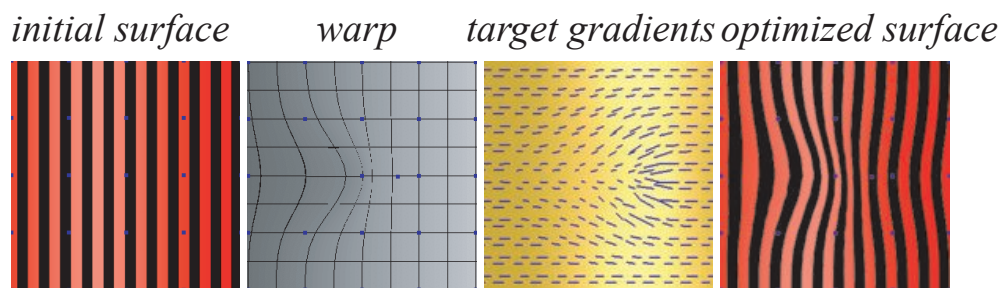 initial surface warp target gradients optimized surface